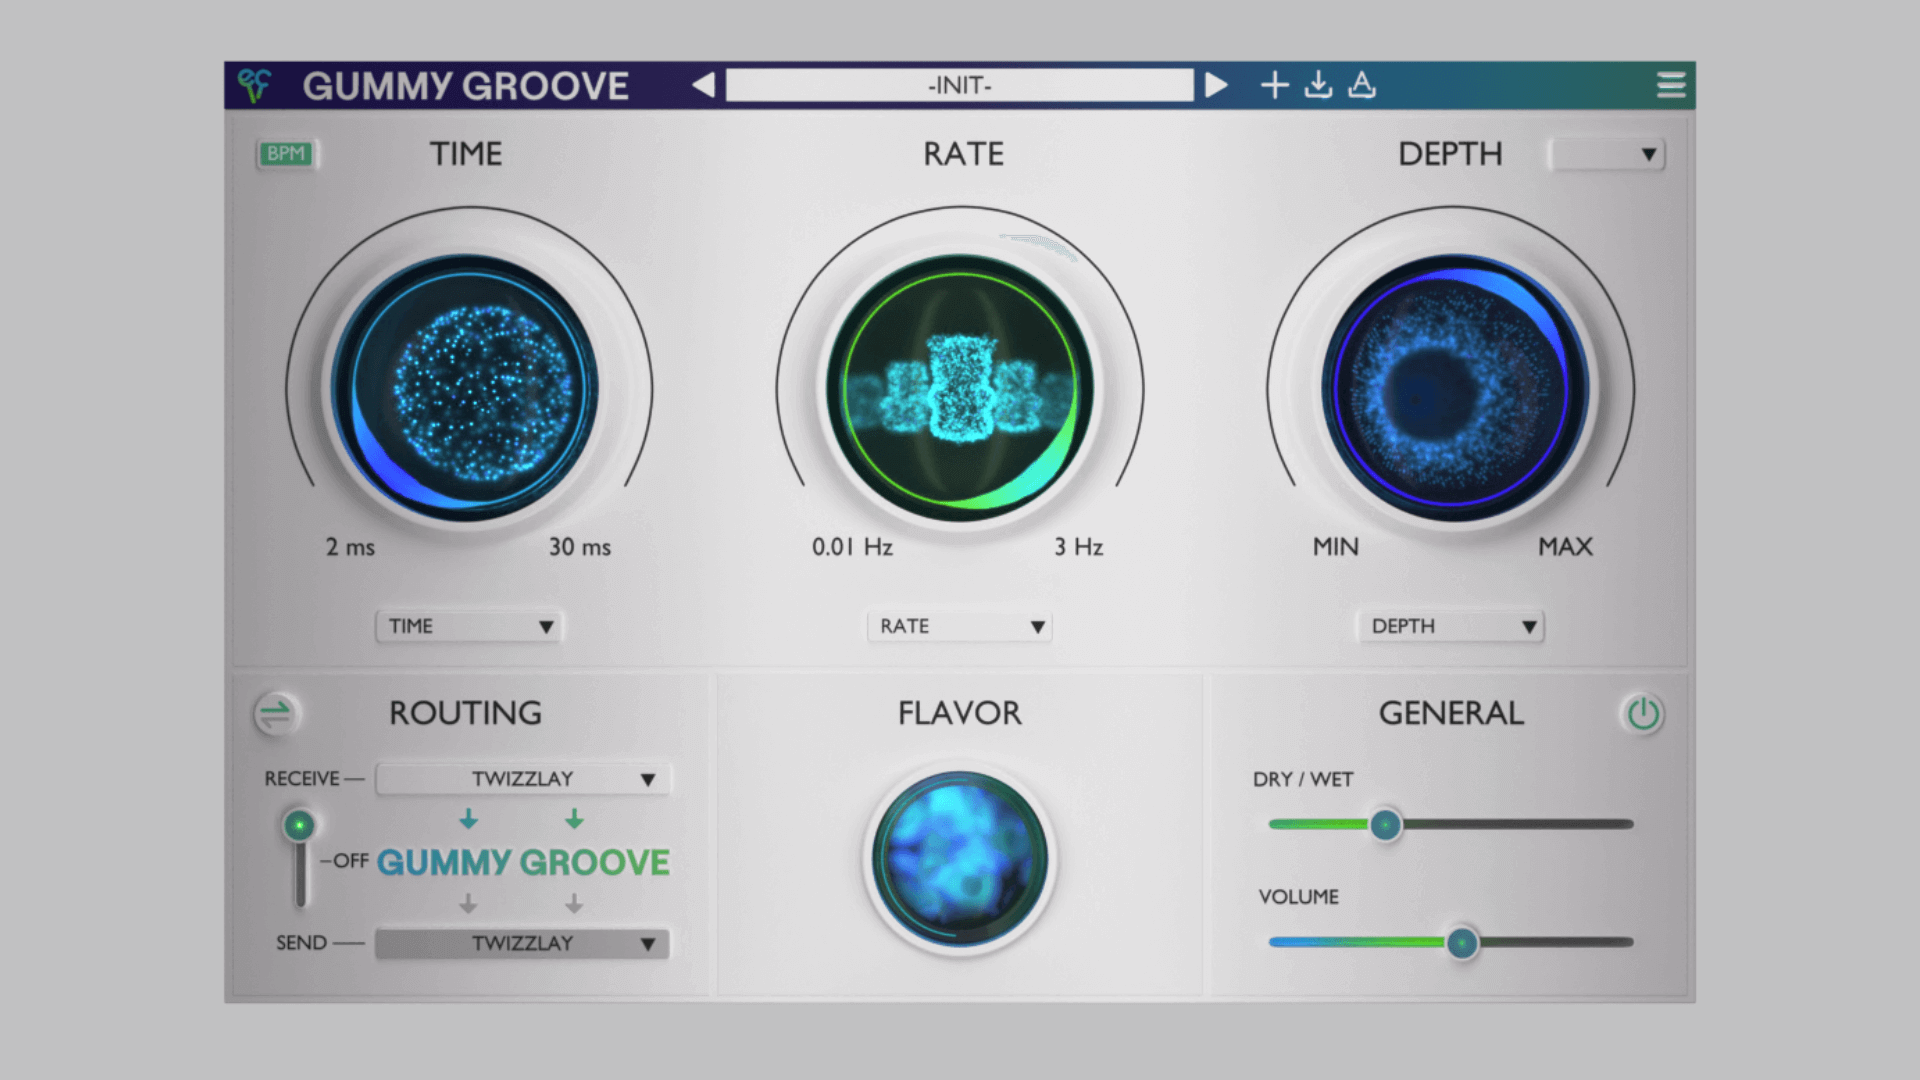 GUMMY GROOVE
-INIT-
A
BPM
TIME
RATE
DEPTH
2 ms
30 ms
0.01 Hz
3 Hz
MIN
MAX
TIME
RATE
DEPTH
ROUTING
RECEIVE
TWIZZLAY
OFF
GUMMY GROOVE
SEND
TWIZZLAY
FLAVOR
GENERAL
DRY / WET
VOLUME